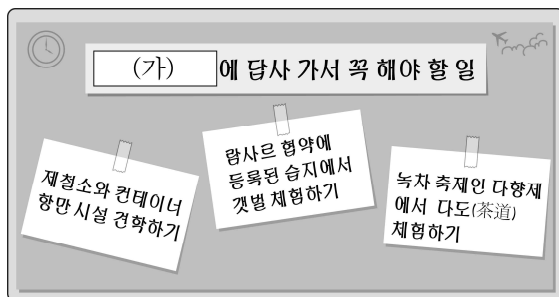 (가) 에 답사 가서 꼭 해야 할 일
제철소와 컨테이너
항만 시설 견학하기
람사르 협약에
등록된 습지에서
갯벌 체험하기
녹차 축제인 다향제
에서 다도(茶道)
체험하기